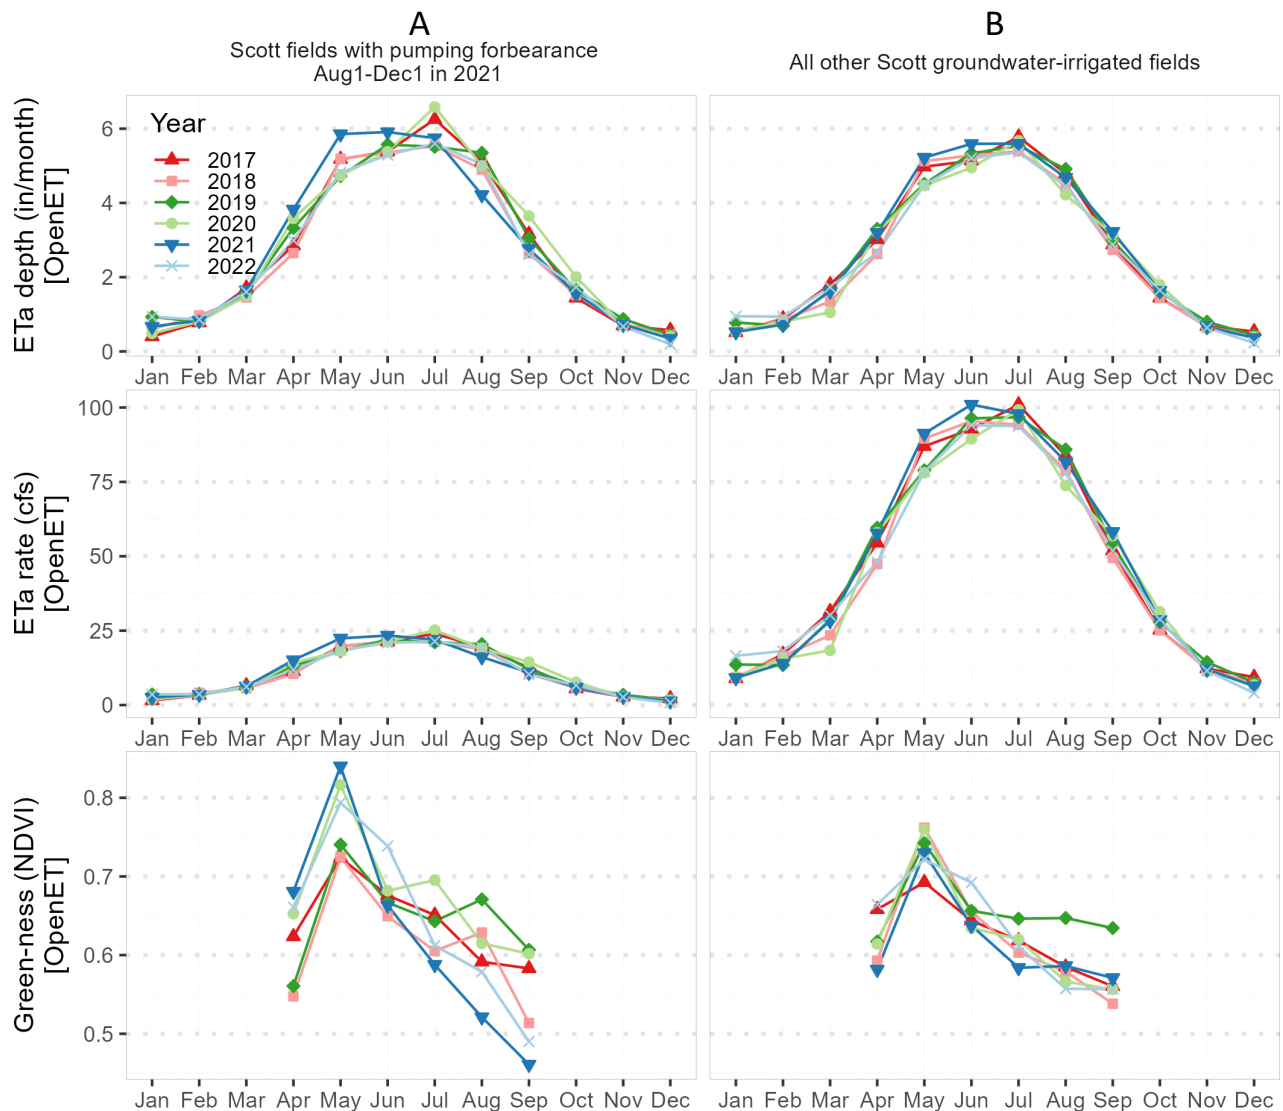 A
B
Scott fields with pumping forbearance
Aug1-Dec1 in 2021
All other Scott groundwater-irrigated fields
ETa depth (in/month)
[OpenET]
6
4
2
0
Year
2017
2018
2019
2020
2021
2022
Jan Feb Mar Apr May Jun Jul Aug Sep Oct Nov Dec
Jan Feb Mar Apr May Jun Jul Aug Sep Oct Nov Dec
ETa rate (cfs)
[OpenET]
100
75
50
25
0
Jan Feb Mar Apr May Jun Jul Aug Sep Oct Nov Dec
Jan Feb Mar Apr May Jun Jul Aug Sep Oct Nov Dec
Green-ness (NDVI)
[OpenET]
0.8
0.7
0.6
0.5
Jan Feb Mar Apr May Jun Jul Aug Sep Oct Nov Dec
Jan Feb Mar Apr May Jun Jul Aug Sep Oct Nov Dec